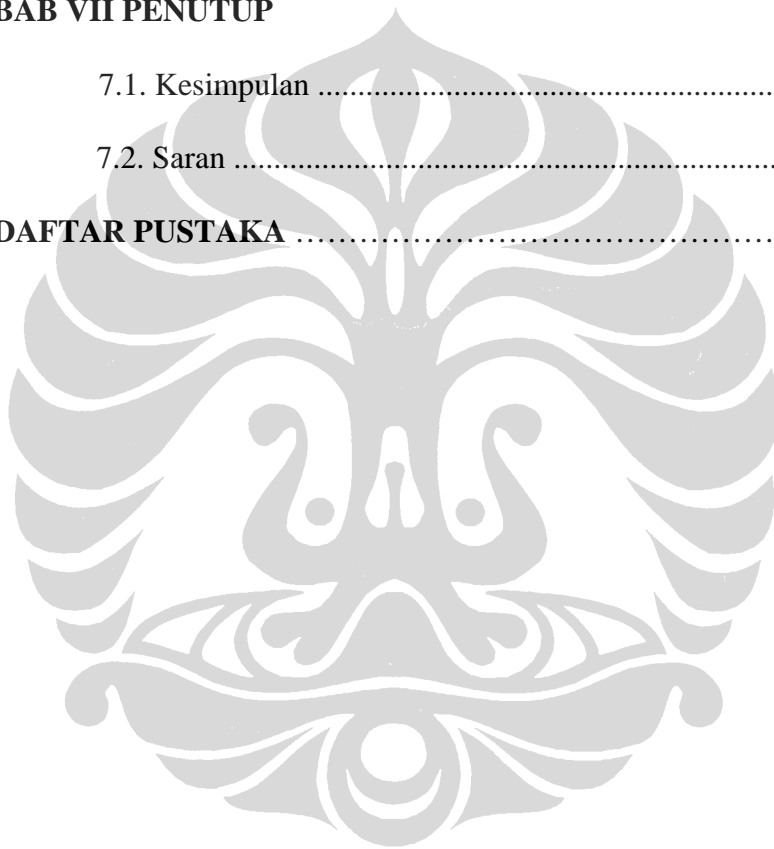 BAB VII PENUTUP
7.1. Kesimpulan ............................................................
7.2. Saran ......................................................................
DAFTAR PUSTAKA ………………………………………